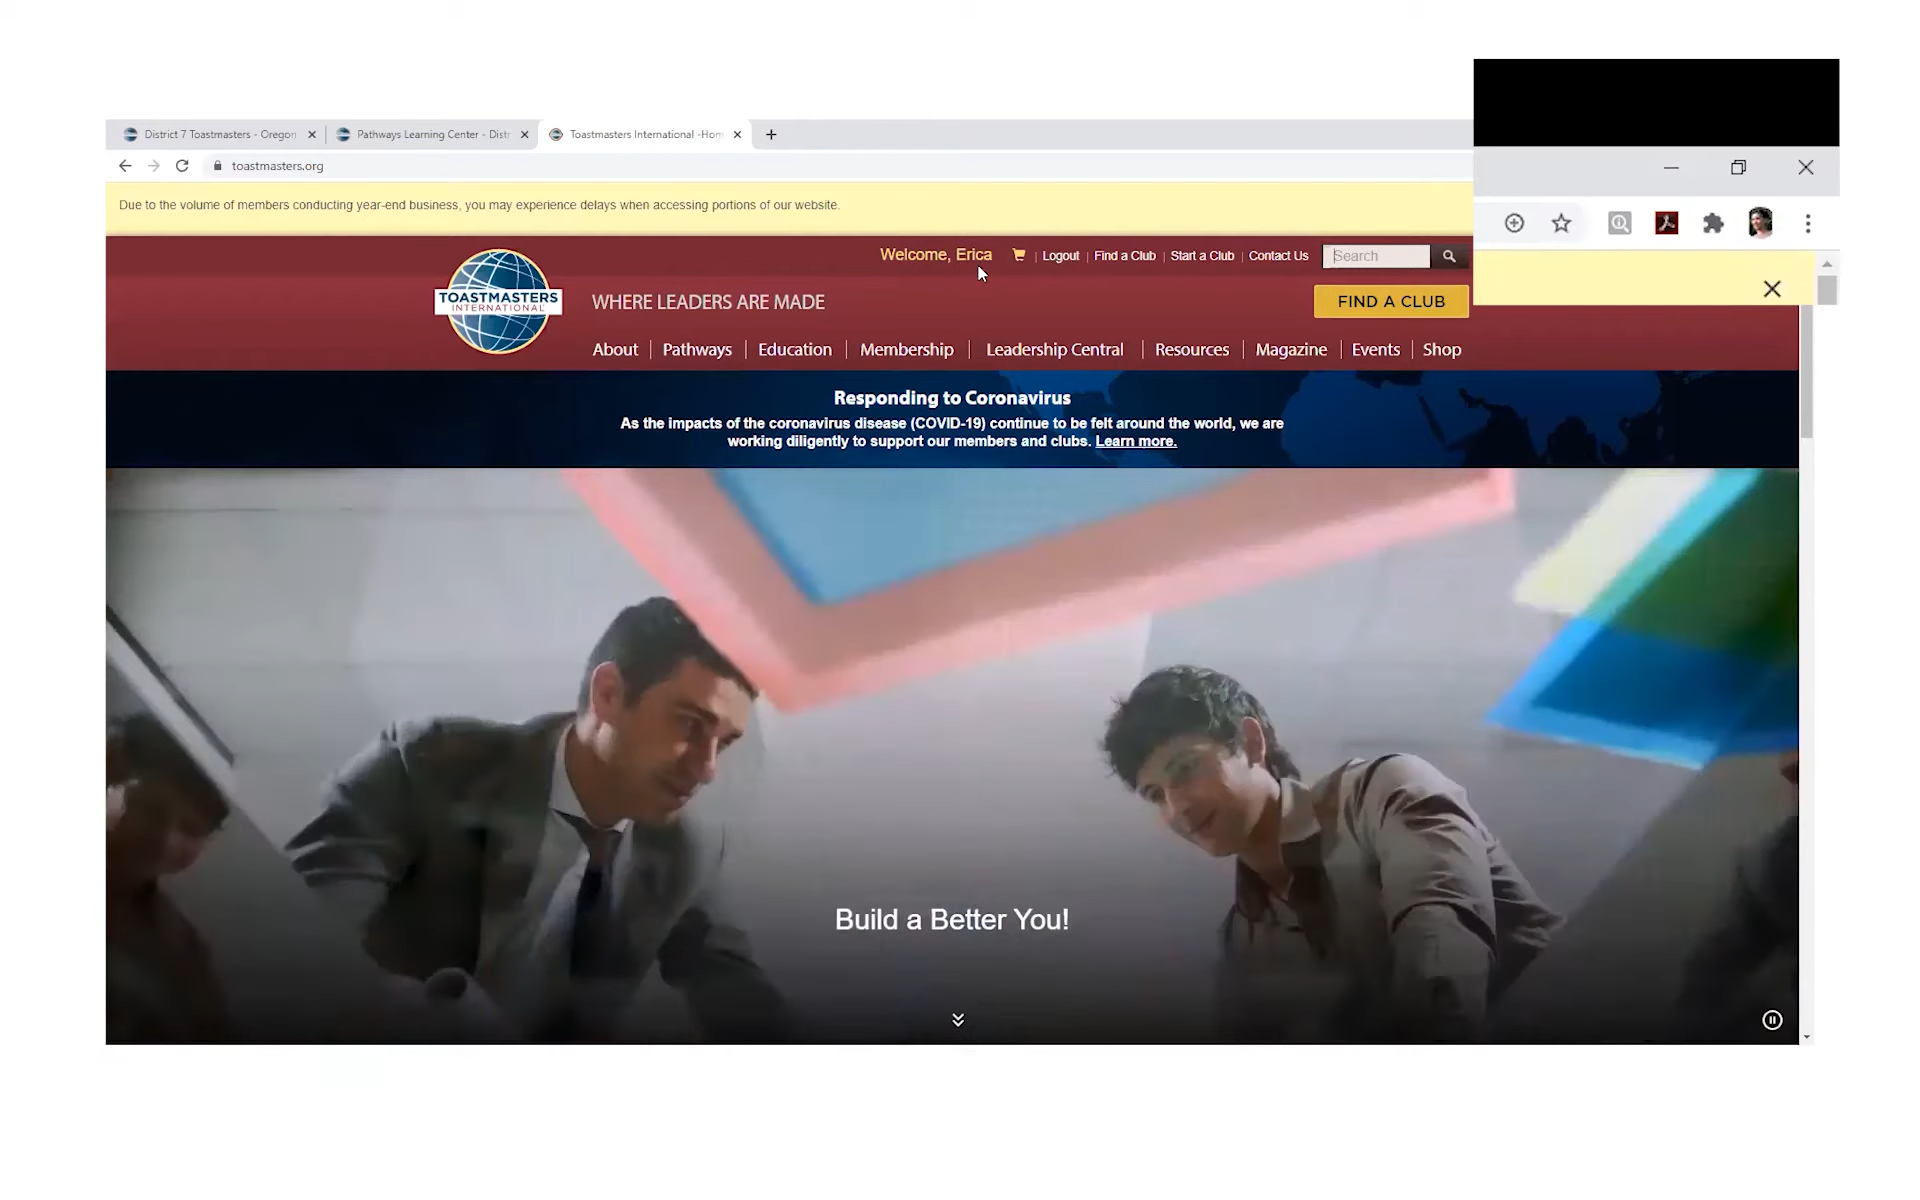 District 7 Toastmasters - Oregon
Pathways Learning Center - Distr
Toastmasters International -Hom
toastmasters.org
Due to the volume of members conducting year-end business, you may experience delays when accessing portions of our website.
Welcome, Erica
Logout
Find a Club
Start a Club
Contact Us
Search
TOASTMASTERS
INTERNATIONAL
WHERE LEADERS ARE MADE
FIND A CLUB
About
Pathways
Education
Membership
Leadership Central
Resources
Magazine
Events
Shop
Responding to Coronavirus
As the impacts of the coronavirus disease (COVID-19) continue to be felt around the world, we are
working diligently to support our members and clubs. Learn more.
Build a Better You!